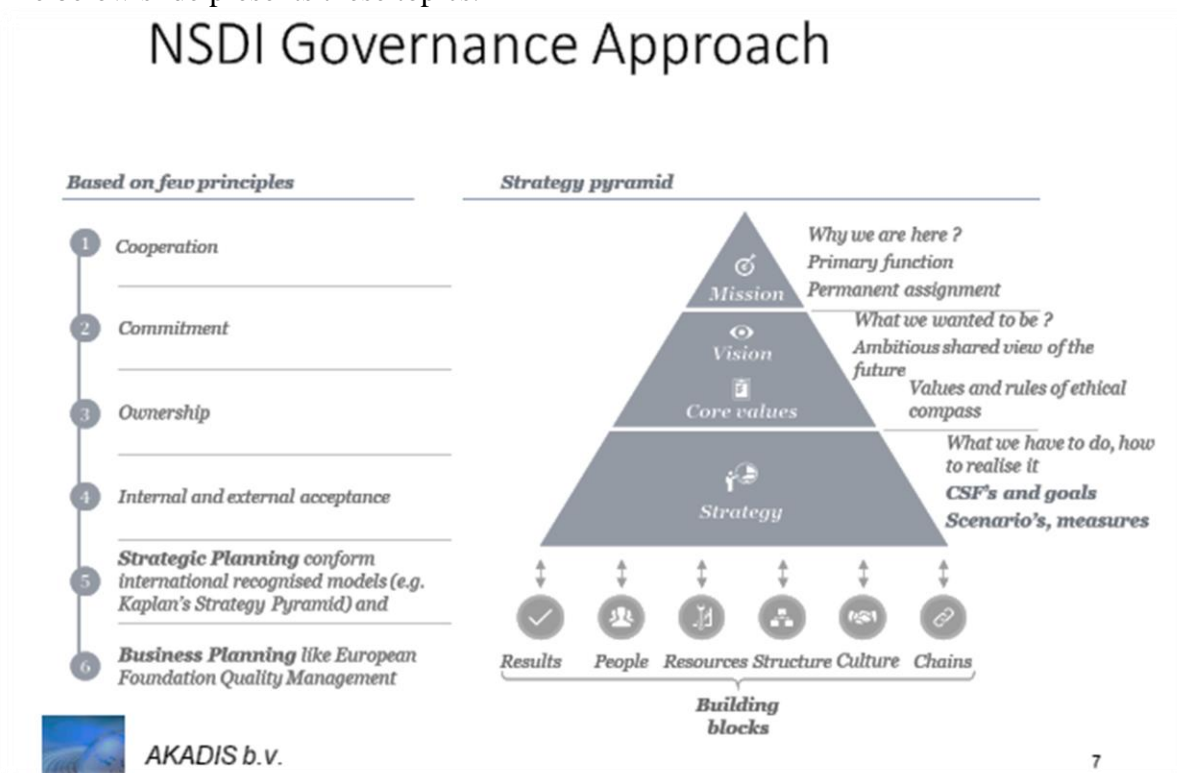 NSDI Governance Approach
Based on few principles
1
Cooperation
2
Commitment
3
Ownership
4
Internal and external acceptance
5
Strategic Planning conform
international recognised models (e.g.
Kaplan's Strategy Pyramid) and
6
Business Planning like European
Foundation Quality Management
Strategy pyramid
Mission
Why we are here ?
Primary function
Permanent assignment
Vision
Core values
What we wanted to be ?
Ambitious shared view of the
future
Values and rules of ethical
compass
Strategy
What we have to do, how
to realise it
CSF's and goals
Scenario's, measures
Results People Resources Structure Culture Chains
Building
blocks
AKADIS b.v.
7